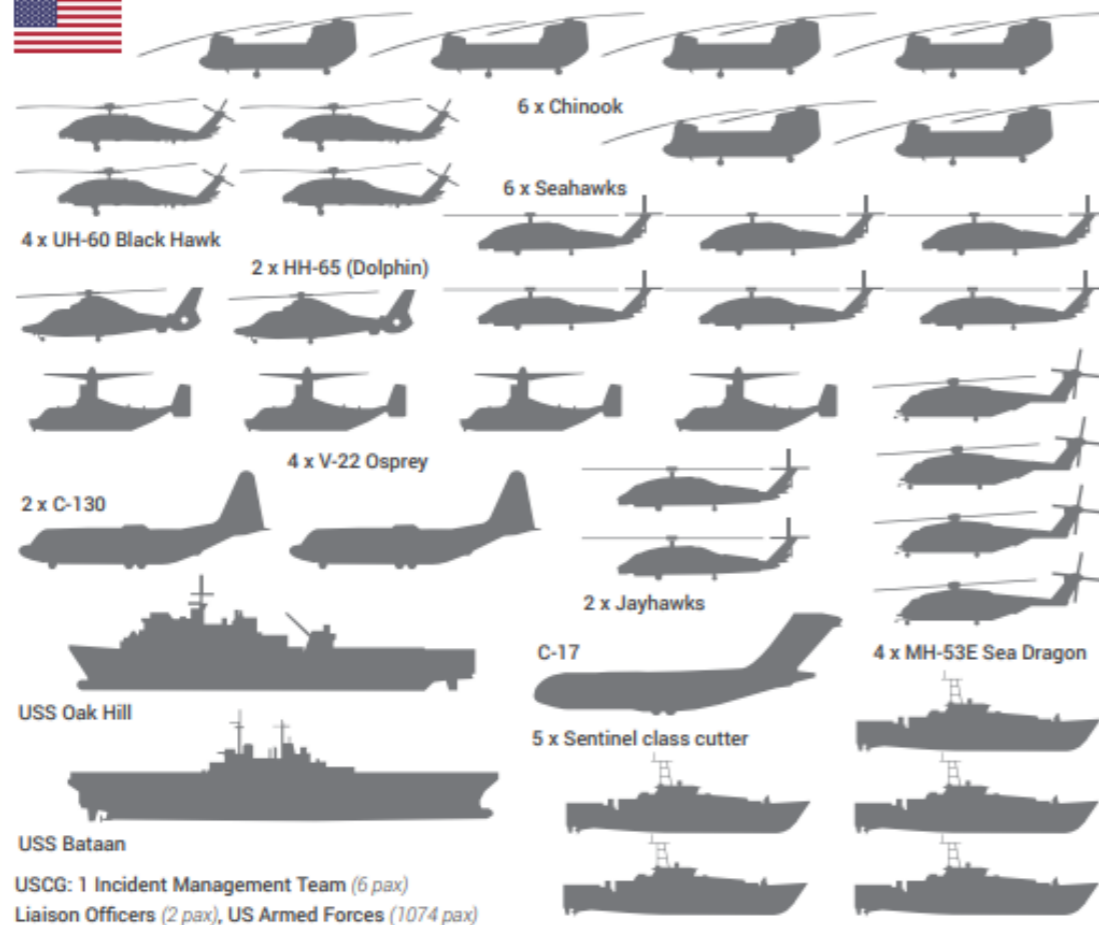 6 x Chinook
6 x Seahawks
4 x UH-60 Black Hawk
2 x HH-65 (Dolphin)
4 x V-22 Osprey
2 x C-130
2 x Jayhawks
C-17
4 x MH-53E Sea Dragon
USS Oak Hill
5 x Sentinel class cutter
USS Bataan
USCG: 1 Incident Management Team (6 pax)
Liaison Officers (2 pax), US Armed Forces (1074 pax)